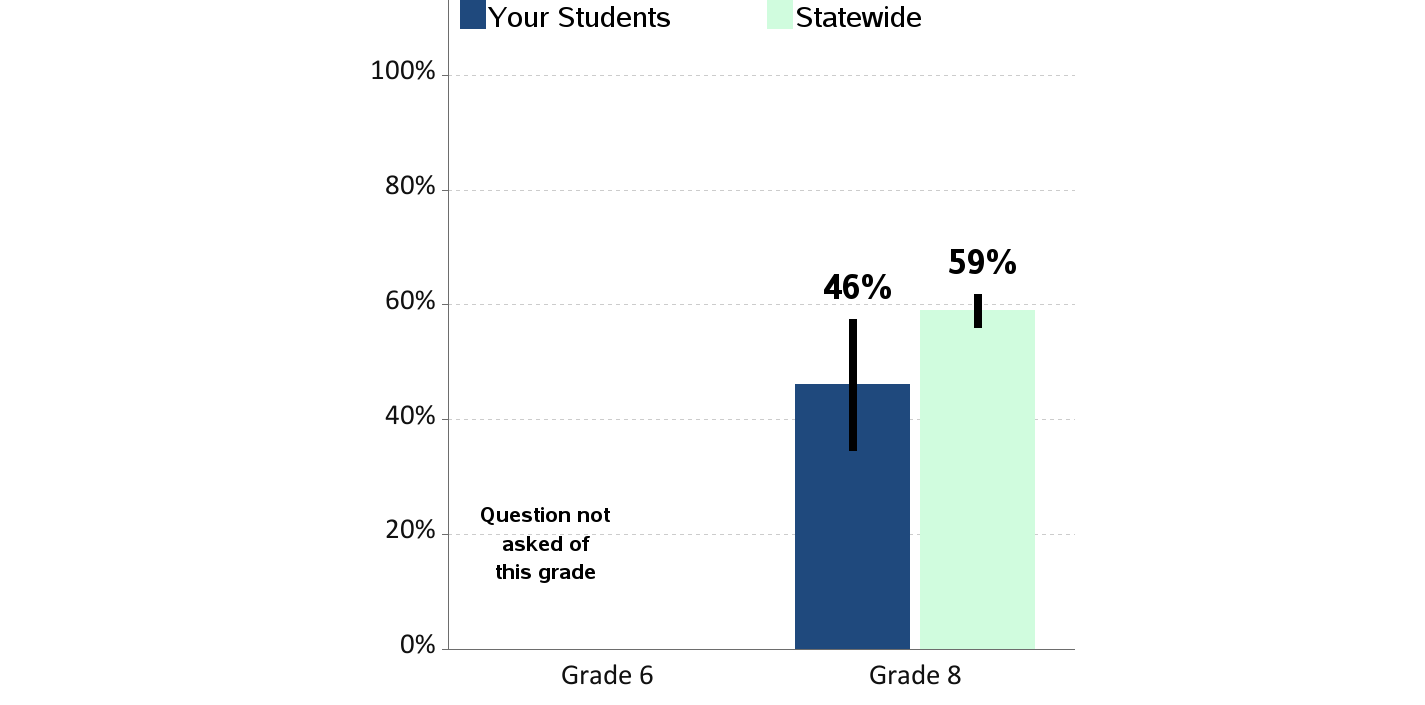 Your Students Statewide
100%
80%
60%
40%
20%
0%
46%
59%
Question not
asked of
this grade
Grade 6 Grade 8